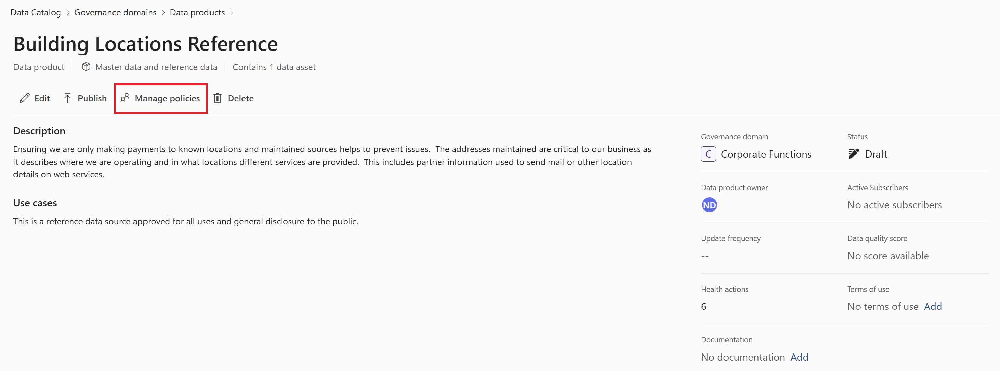 Data Catalog > Governance domains > Data products >
Building Locations Reference
Data product Master data and reference data Contains 1 data asset
Edit Publish Manage policies Delete
Description
Ensuring we are only making payments to known locations and maintained sources helps to prevent issues.  The addresses maintained are critical to our business as
it describes where we are operating and in what locations different services are provided.  This includes partner information used to send mail or other location
details on web services.
Use cases
This is a reference data source approved for all uses and general disclosure to the public.
Governance domain Status
C Corporate Functions Draft
Data product owner Active Subscribers
ND No active subscribers
Update frequency Data quality score
-- No score available
Health actions Terms of use
6 No terms of use Add
Documentation
No documentation Add